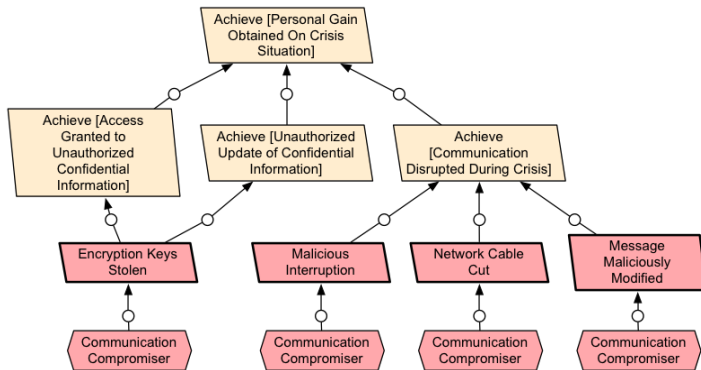 Achieve [Personal Gain
Obtained On Crisis
Situation]
Achieve [Access
Granted to
Unauthorized
Confidential
Information]
Achieve [Unauthorized
Update of Confidential
Information]
Achieve
[Communication
Disrupted During Crisis]
Encryption Keys
Stolen
Malicious
Interruption
Network Cable
Cut
Message
Maliciously
Modified
Communication
Compromiser
Communication
Compromiser
Communication
Compromiser
Communication
Compromiser